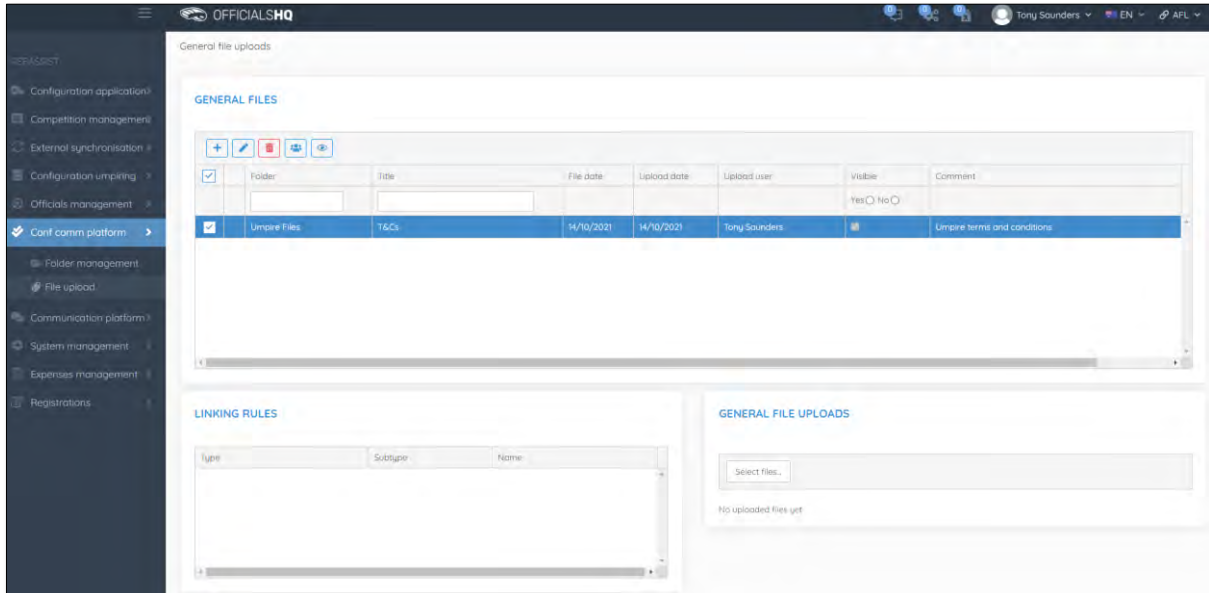 OFFICIALSHQ
0
0
0
Tony Saunders
EN
AFL
General file uploads
REFASSIST
Configuration application
Competition management
External synchronisation
Configuration umpiring
Officials management
Conf comm platform
Folder management
File upload
Communication platform
System management
Expenses management
Registrations
GENERAL FILES
Folder Title File date Upload date Upload user Visible Comment
Yes No
Umpire Files T&Cs 14/10/2021 14/10/2021 Tony Saunders Umpire terms and conditions
LINKING RULES
Type Subtype Name
GENERAL FILE UPLOADS
Select files...
No uploaded files yet